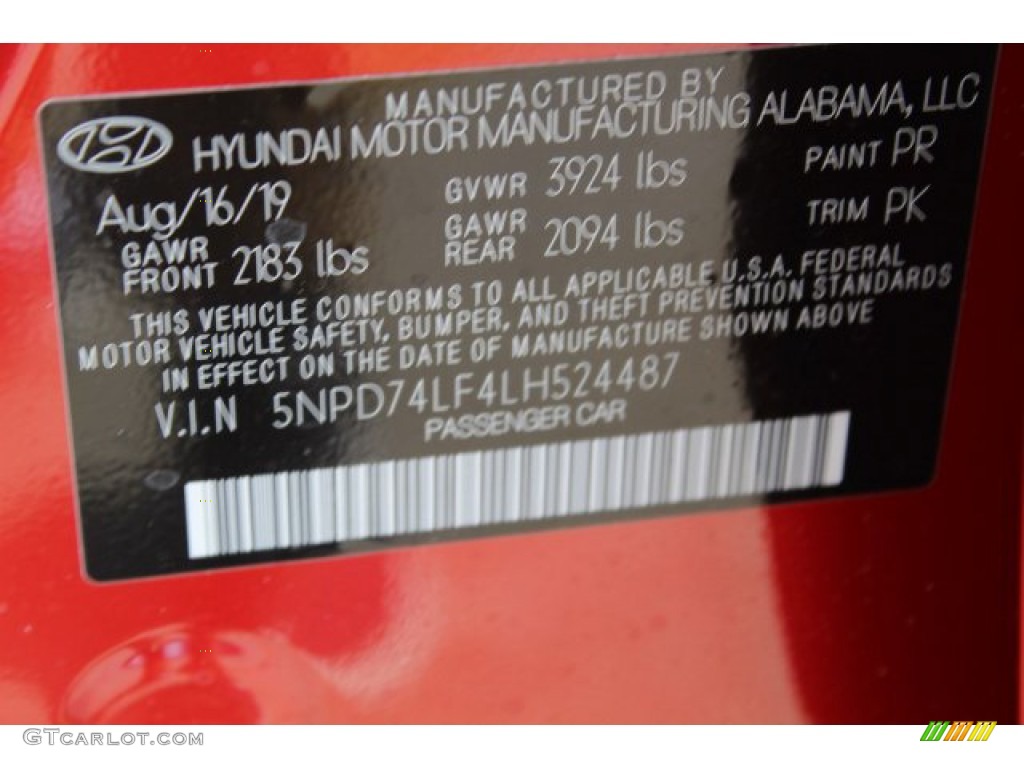 MANUFACTURED BY
HYUNDAI MOTOR MANUFACTURING ALABAMA, LLC
Aug/16/19 GVWR 3924 lbs PAINT PR
GAWR FRONT 2183 lbs GAWR REAR 2094 lbs TRIM PK
THIS VEHICLE CONFORMS TO ALL APPLICABLE U.S.A. FEDERAL
MOTOR VEHICLE SAFETY, BUMPER, AND THEFT PREVENTION STANDARDS
IN EFFECT ON THE DATE OF MANUFACTURE SHOWN ABOVE
V.I.N 5NPD74LF4LH524487
PASSENGER CAR
GTCarLot.com